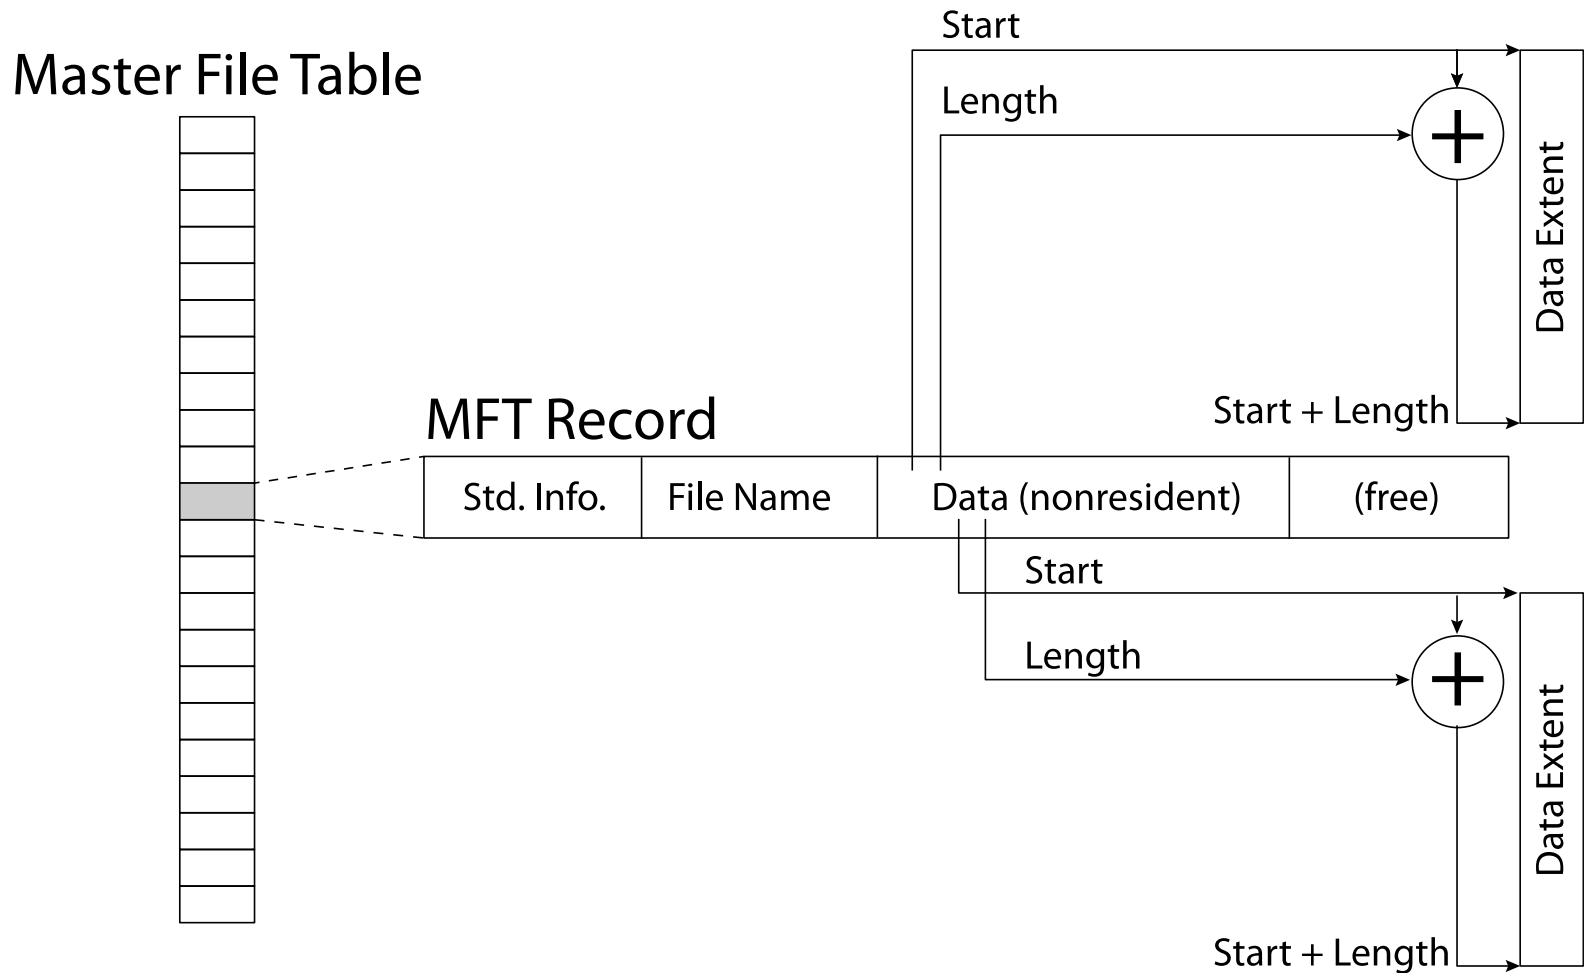 Start
Master File Table
Length
+
Data Extent
Start + Length
MFT Record
Std. Info.
File Name
Data (nonresident)
(free)
Start
Length
+
Data Extent
Start + Length